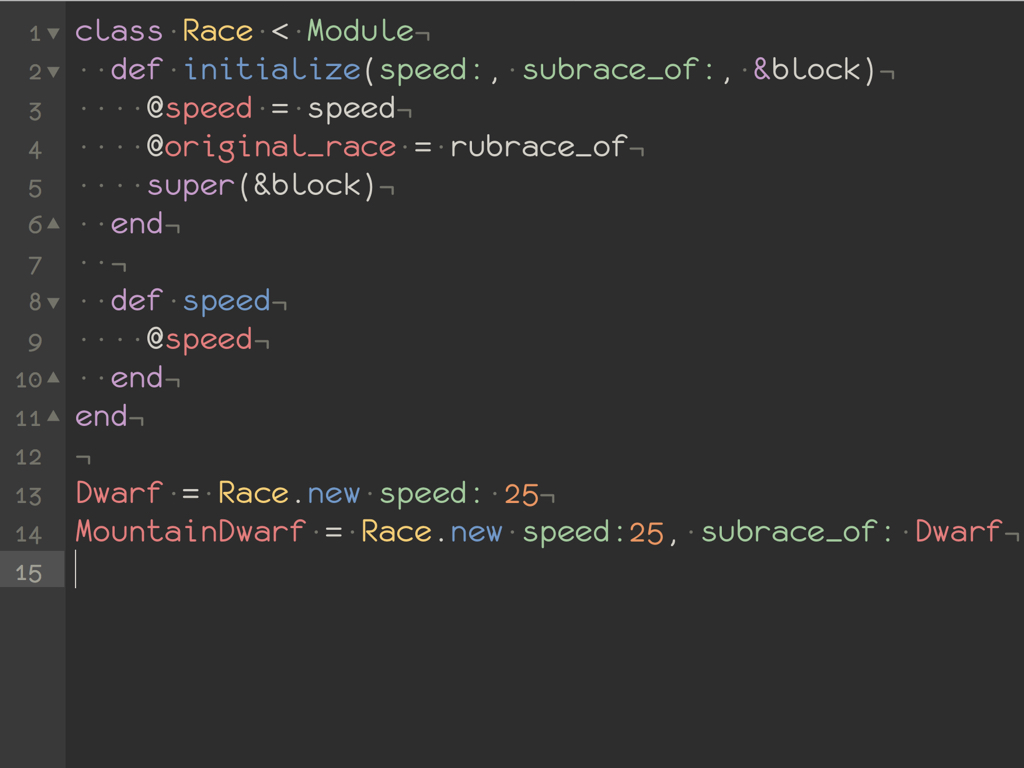 1 class Race < Module
2 def initialize(speed:, subrace_of:, &block)
3 @speed = speed
4 @original_race = rubrace_of
5 super(&block)
6 end
7
8 def speed
9 @speed
10 end
11 end
12
13 Dwarf = Race.new speed: 25
14 MountainDwarf = Race.new speed:25, subrace_of: Dwarf
15